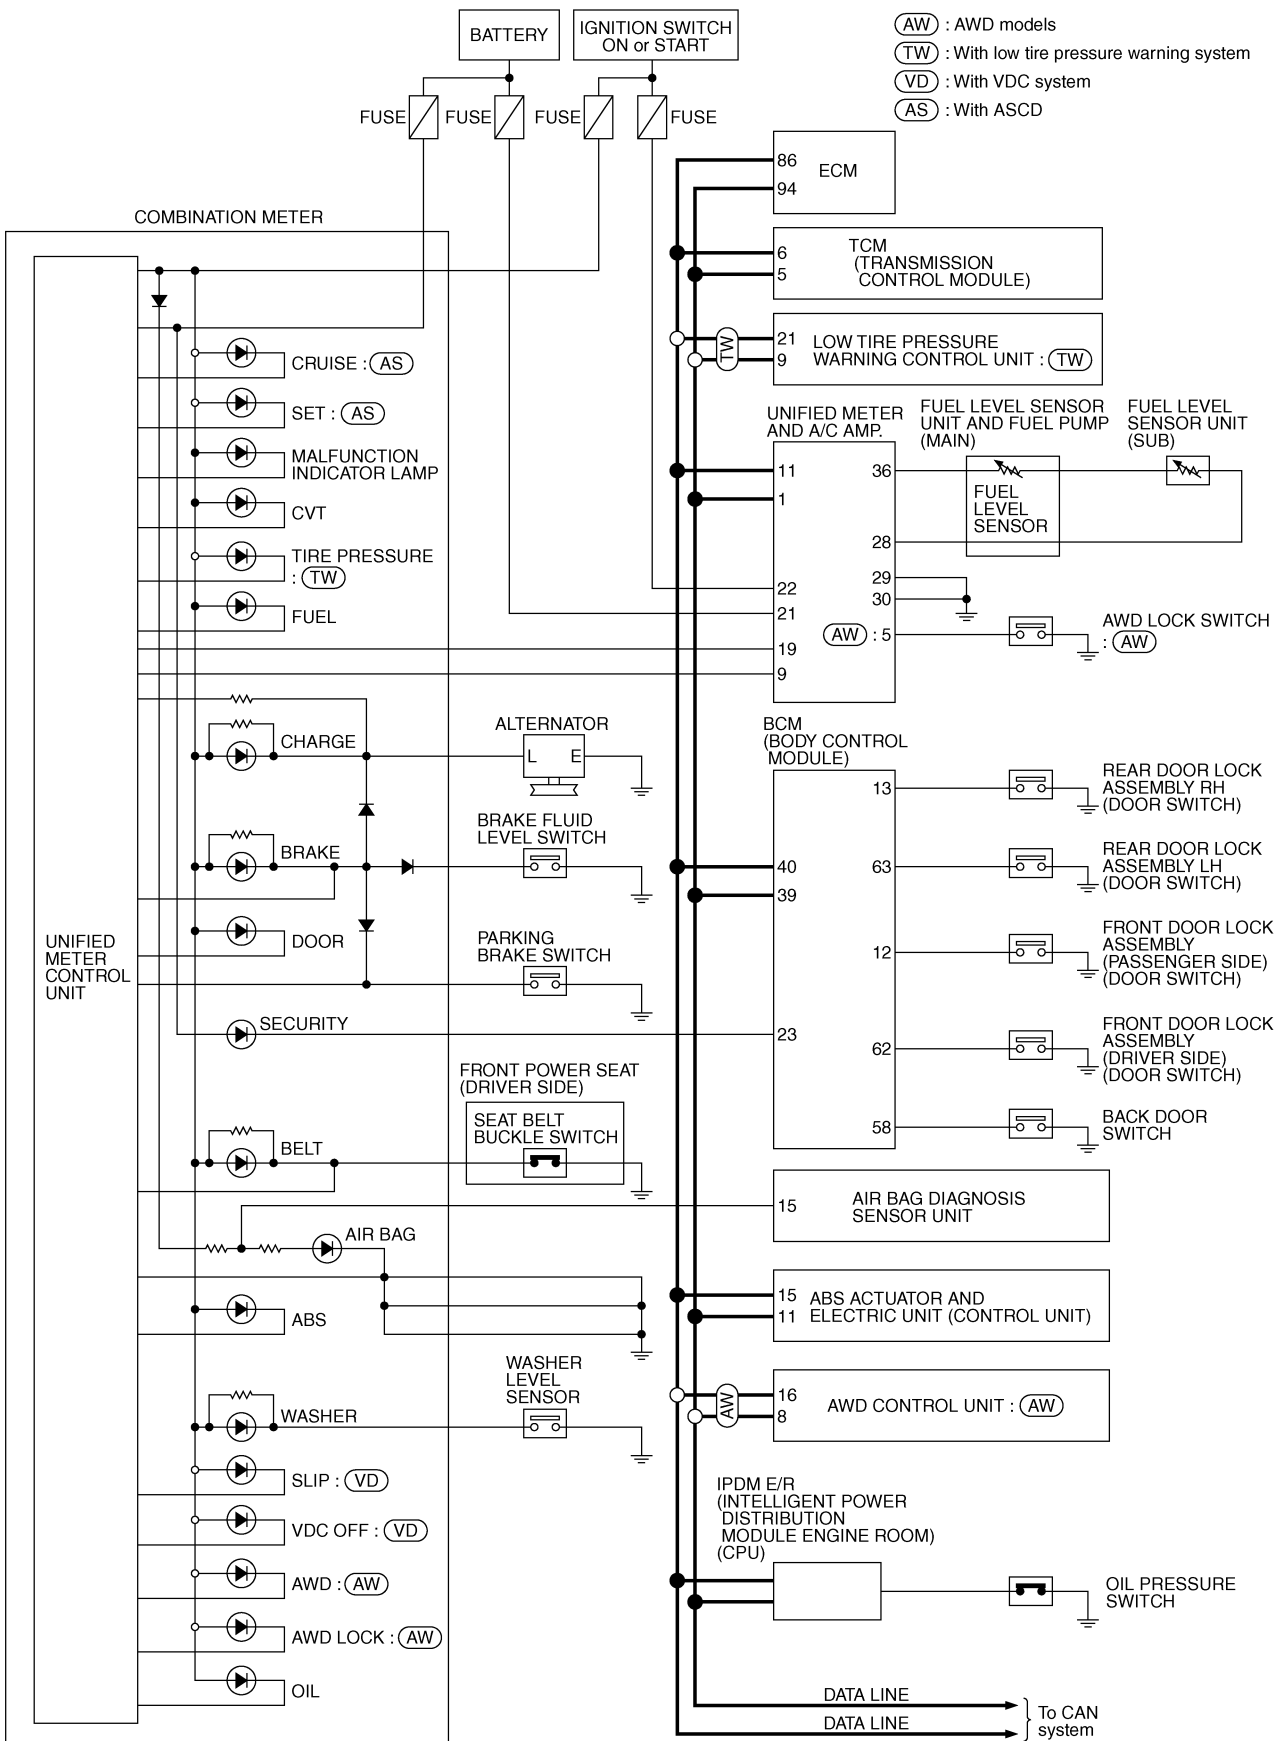 BATTERY
IGNITION SWITCH
ON or START
AW : AWD models
TW : With low tire pressure warning system
VD : With VDC system
AS : With ASCD
FUSE
FUSE
FUSE
FUSE
86
94
ECM
COMBINATION METER
6
5
TCM
(TRANSMISSION
CONTROL MODULE)
TW
21
9
LOW TIRE PRESSURE
WARNING CONTROL UNIT : TW
CRUISE : AS
SET : AS
MALFUNCTION
INDICATOR LAMP
CVT
TIRE PRESSURE
: TW
FUEL
UNIFIED METER
AND A/C AMP.
FUEL LEVEL SENSOR
UNIT AND FUEL PUMP
(MAIN)
FUEL LEVEL
SENSOR UNIT
(SUB)
11
1
22
21
19
9
36
28
29
30
AW : 5
FUEL
LEVEL
SENSOR
AWD LOCK SWITCH
: AW
CHARGE
ALTERNATOR
L E
BRAKE
BRAKE FLUID
LEVEL SWITCH
DOOR
PARKING
BRAKE SWITCH
UNIFIED
METER
CONTROL
UNIT
SECURITY
BCM
(BODY CONTROL
MODULE)
40
39
23
13
63
12
62
58
REAR DOOR LOCK
ASSEMBLY RH
(DOOR SWITCH)
REAR DOOR LOCK
ASSEMBLY LH
(DOOR SWITCH)
FRONT DOOR LOCK
ASSEMBLY
(PASSENGER SIDE)
(DOOR SWITCH)
FRONT DOOR LOCK
ASSEMBLY
(DRIVER SIDE)
(DOOR SWITCH)
BACK DOOR
SWITCH
FRONT POWER SEAT
(DRIVER SIDE)
SEAT BELT
BUCKLE SWITCH
BELT
15
AIR BAG DIAGNOSIS
SENSOR UNIT
AIR BAG
ABS
15
11
ABS ACTUATOR AND
ELECTRIC UNIT (CONTROL UNIT)
WASHER
LEVEL
SENSOR
WASHER
AW
16
8
AWD CONTROL UNIT : AW
SLIP : VD
VDC OFF : VD
AWD : AW
AWD LOCK : AW
OIL
IPDM E/R
(INTELLIGENT POWER
DISTRIBUTION
MODULE ENGINE ROOM)
(CPU)
OIL PRESSURE
SWITCH
DATA LINE
DATA LINE
To CAN
system